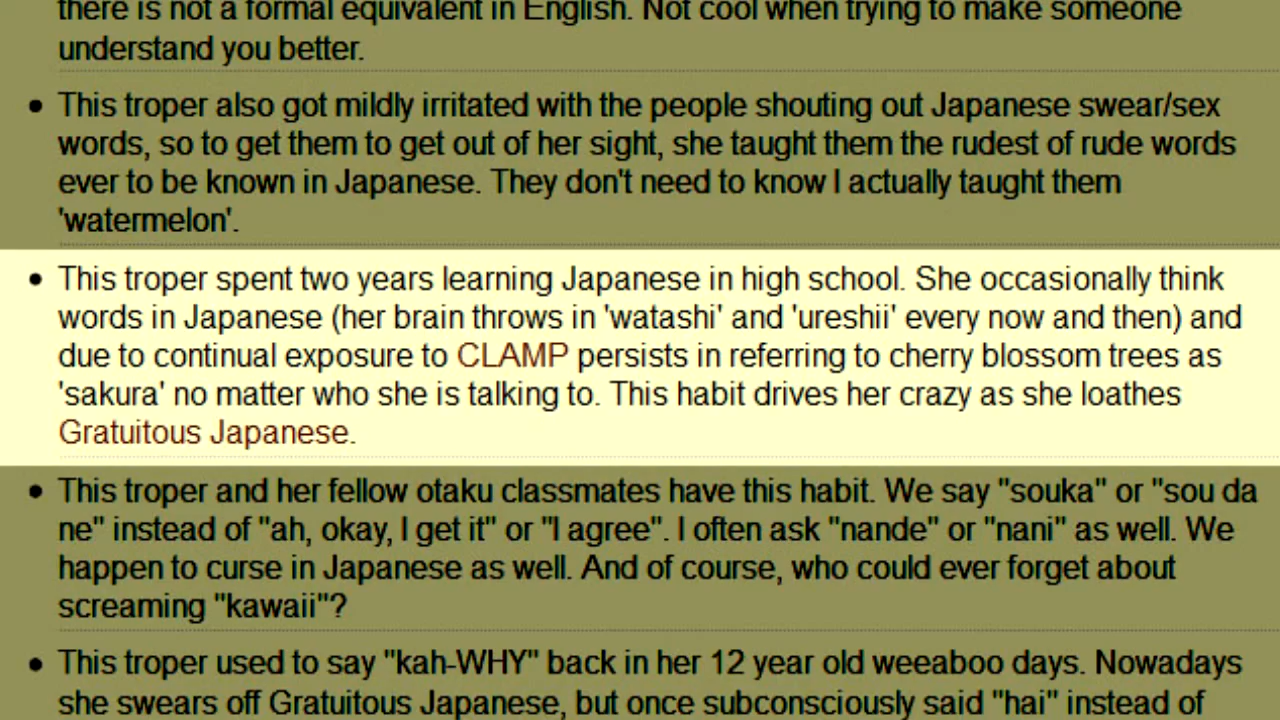 there is not a formal equivalent in English. Not cool when trying to make someone
understand you better.
• This troper also got mildly irritated with the people shouting out Japanese swear/sex
words, so to get them to get out of her sight, she taught them the rudest of rude words
ever to be known in Japanese. They don't need to know I actually taught them
'watermelon'.
• This troper spent two years learning Japanese in high school. She occasionally think
words in Japanese (her brain throws in 'watashi' and 'ureshii' every now and then) and
due to continual exposure to CLAMP persists in referring to cherry blossom trees as
'sakura' no matter who she is talking to. This habit drives her crazy as she loathes
Gratuitous Japanese.
• This troper and her fellow otaku classmates have this habit. We say "souka" or "sou da
ne" instead of "ah, okay, I get it" or "I agree". I often ask "nande" or "nani" as well. We
happen to curse in Japanese as well. And of course, who could ever forget about
screaming "kawaii"?
• This troper used to say "kah-WHY" back in her 12 year old weeaboo days. Nowadays
she swears off Gratuitous Japanese, but once subconsciously said "hai" instead of